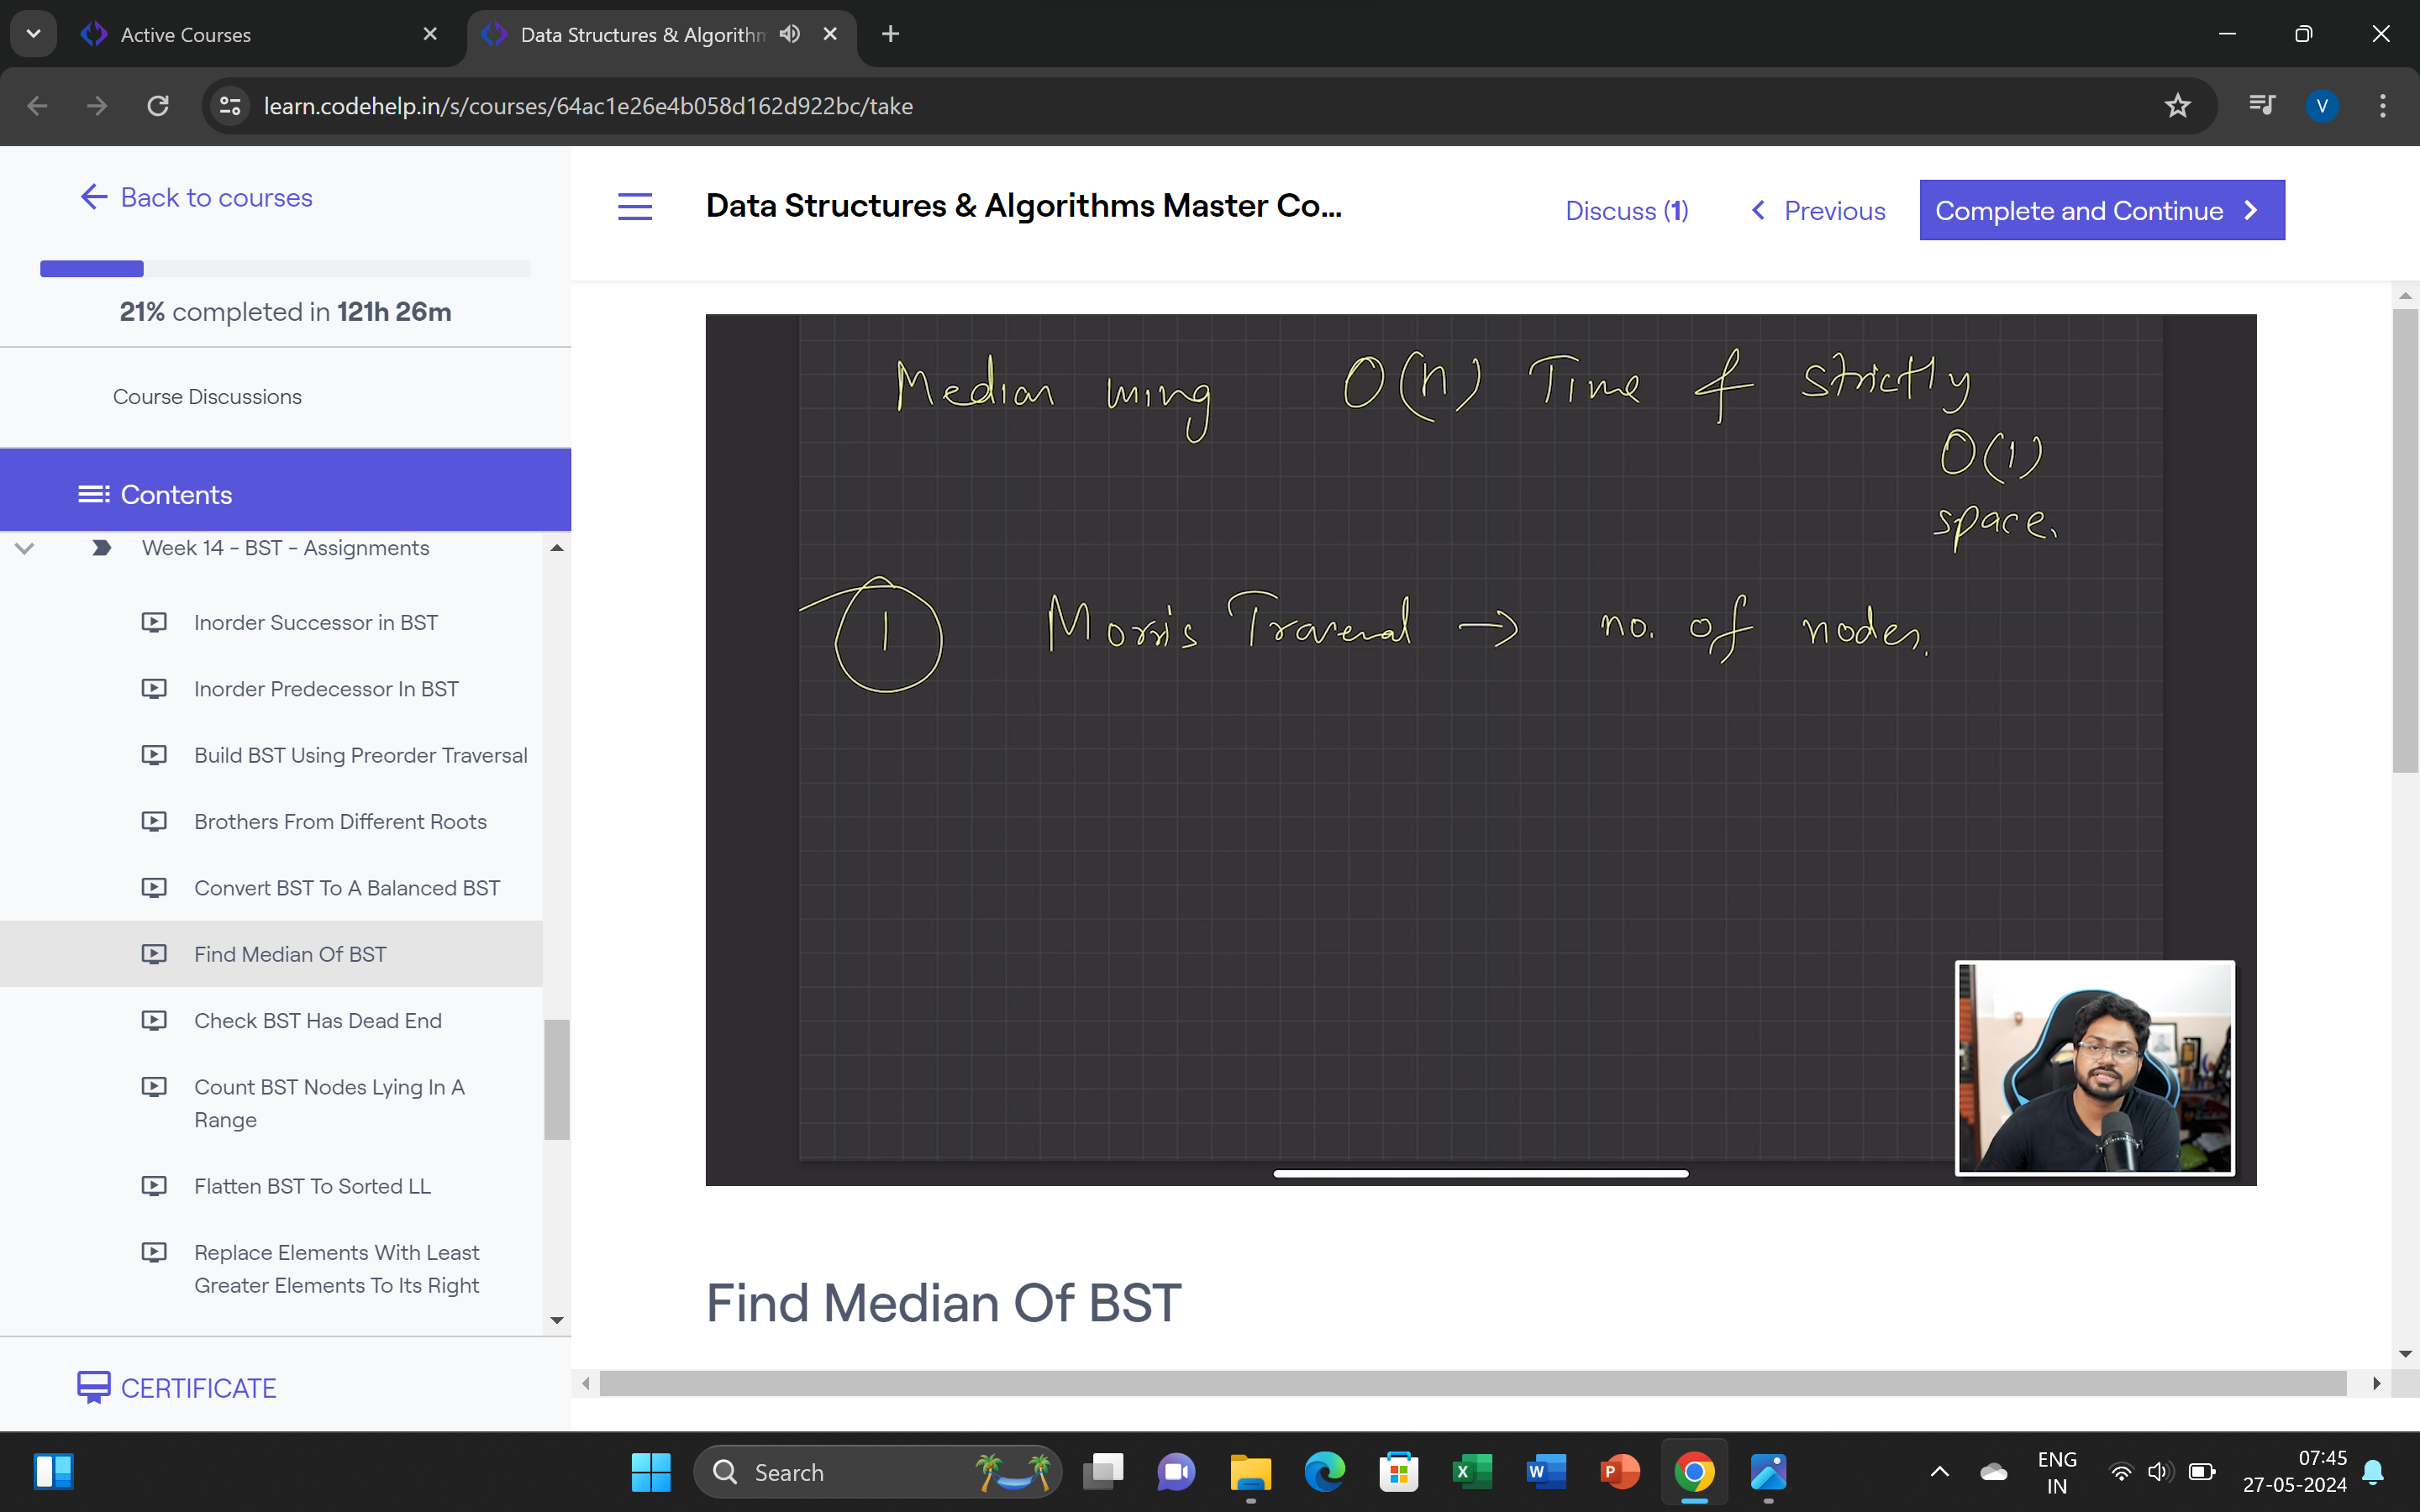 Active Courses
Data Structures & Algorithm
learn.codehelp.in/s/courses/64ac1e26e4b058d162d922bc/take
V
Back to courses
21% completed in 121h 26m
Course Discussions
Contents
Week 14 - BST - Assignments
Inorder Successor in BST
Inorder Predecessor In BST
Build BST Using Preorder Traversal
Brothers From Different Roots
Convert BST To A Balanced BST
Find Median Of BST
Check BST Has Dead End
Count BST Nodes Lying In A
Range
Flatten BST To Sorted LL
Replace Elements With Least
Greater Elements To Its Right
CERTIFICATE
Data Structures & Algorithms Master Co...
Discuss (1)
Previous
Complete and Continue
Median using O(n) Time & strictly
O(1)
space.
1 Morris Traversal → no. of nodes.
Find Median Of BST
Search
X
W
P
ENG
IN
07:45
27-05-2024